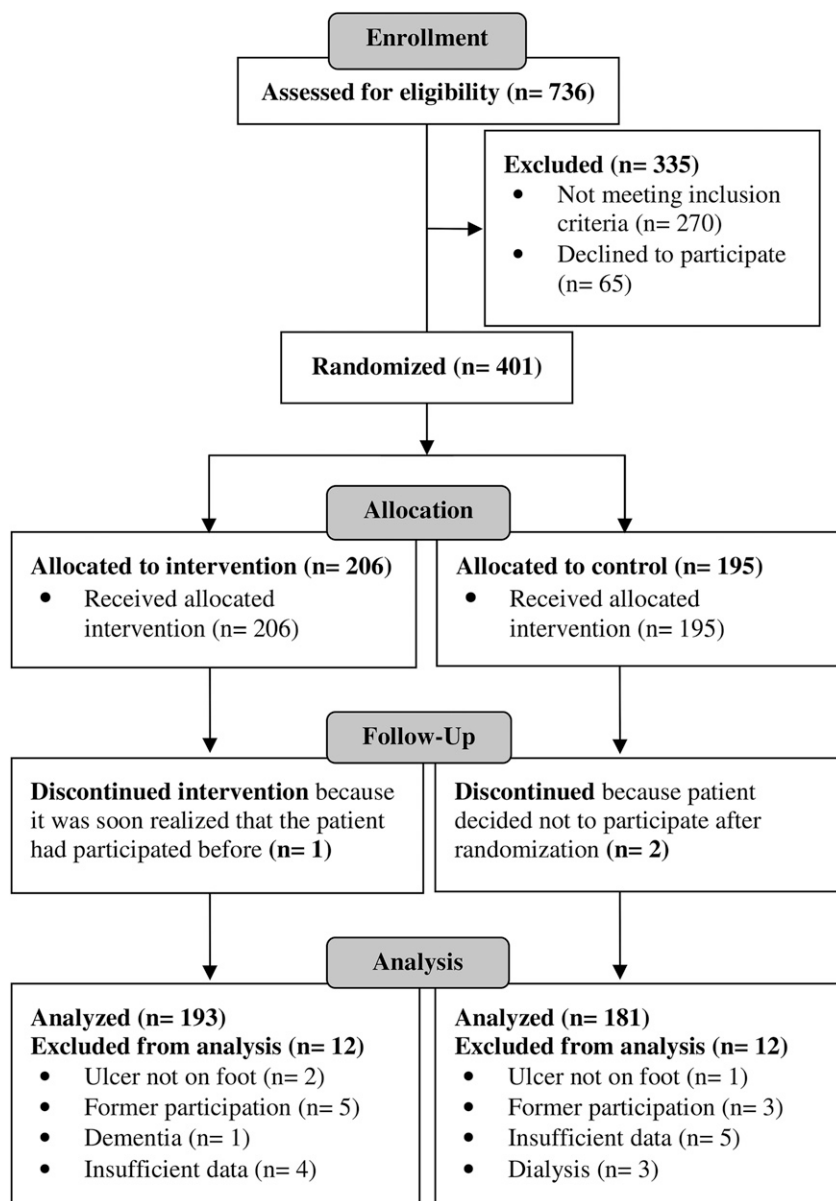 Enrollment
Assessed for eligibility (n= 736)
Excluded (n= 335)
• Not meeting inclusion
criteria (n= 270)
• Declined to participate
(n= 65)
Randomized (n= 401)
Allocation
Allocated to intervention (n= 206)
• Received allocated
intervention (n= 206)
Allocated to control (n= 195)
• Received allocated
intervention (n= 195)
Follow-Up
Discontinued intervention because
it was soon realized that the patient
had participated before (n= 1)
Discontinued because patient
decided not to participate after
randomization (n= 2)
Analysis
Analyzed (n= 193)
Excluded from analysis (n= 12)
• Ulcer not on foot (n= 2)
• Former participation (n= 5)
• Dementia (n= 1)
• Insufficient data (n= 4)
Analyzed (n= 181)
Excluded from analysis (n= 12)
• Ulcer not on foot (n= 1)
• Former participation (n= 3)
• Insufficient data (n= 5)
• Dialysis (n= 3)